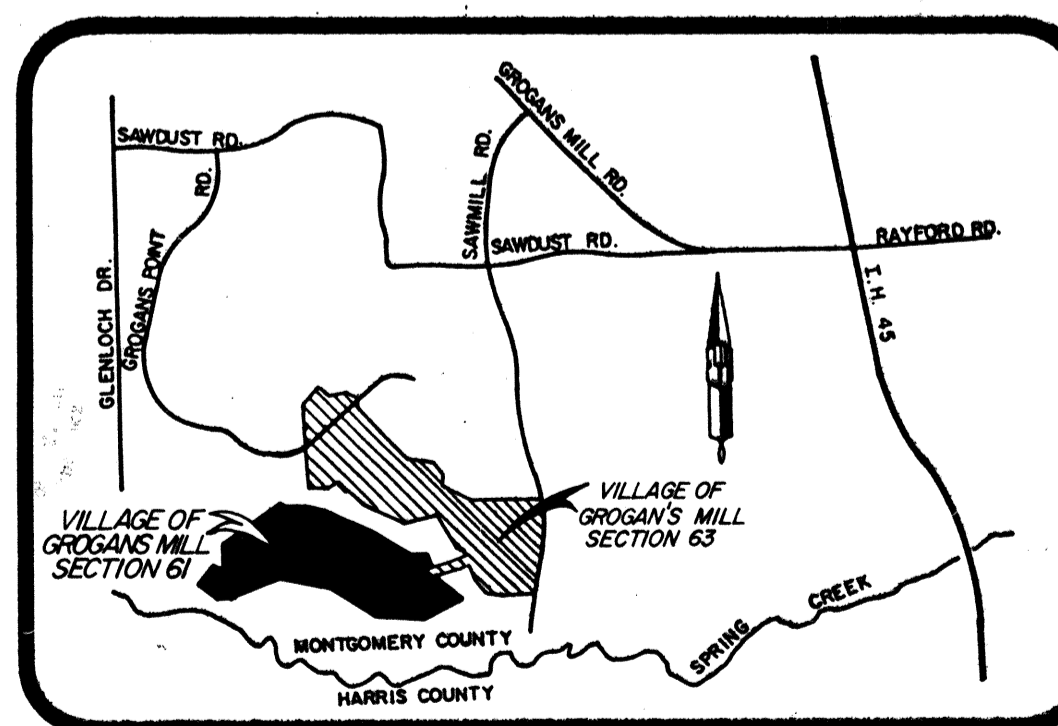 GROGANS MILL RD.
SAWDUST RD.
RD.
GROGANS POINT
GLENLOCH DR.
SAWMILL RD.
SAWDUST RD.
RAYFORD RD.
I.H. 45
VILLAGE OF
GROGANS MILL
SECTION 61
VILLAGE OF
GROGAN'S MILL
SECTION 63
MONTGOMERY COUNTY
HARRIS COUNTY
SPRING CREEK